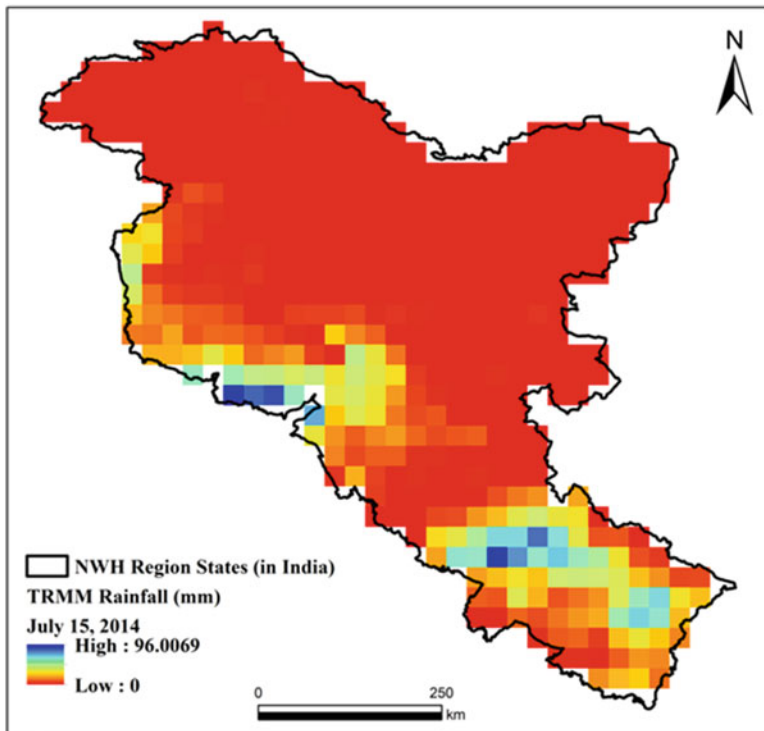 N
NWH Region States (in India)
TRMM Rainfall (mm)
July 15, 2014
High : 96.0069
Low : 0
0 250
km